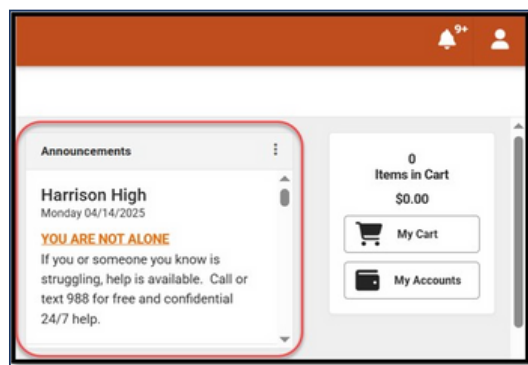 9+
Announcements
Harrison High
Monday 04/14/2025
YOU ARE NOT ALONE
If you or someone you know is
struggling, help is available. Call or
text 988 for free and confidential
24/7 help.
0
Items in Cart
$0.00
My Cart
My Accounts